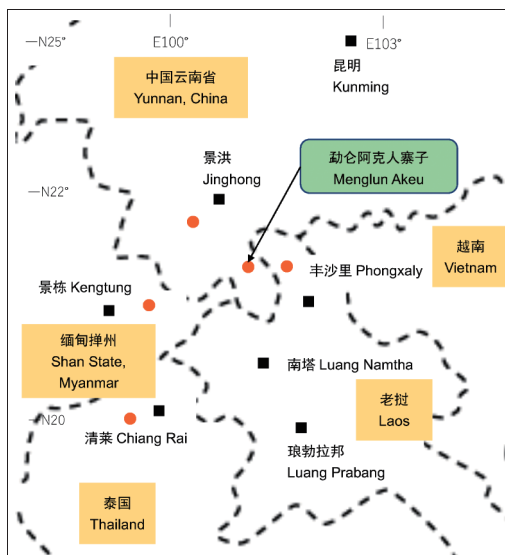 N25°
E100°
E103°
昆明
Kunming
中国云南省
Yunnan, China
景洪
Jinghong
勐仑阿克人寨子
Menglun Akeu
N22°
越南
Vietnam
丰沙里 Phongxaly
景栋 Kengtung
缅甸掸州
Shan State,
Myanmar
南塔 Luang Namtha
老挝
Laos
N20°
清莱 Chiang Rai
琅勃拉邦
Luang Prabang
泰国
Thailand